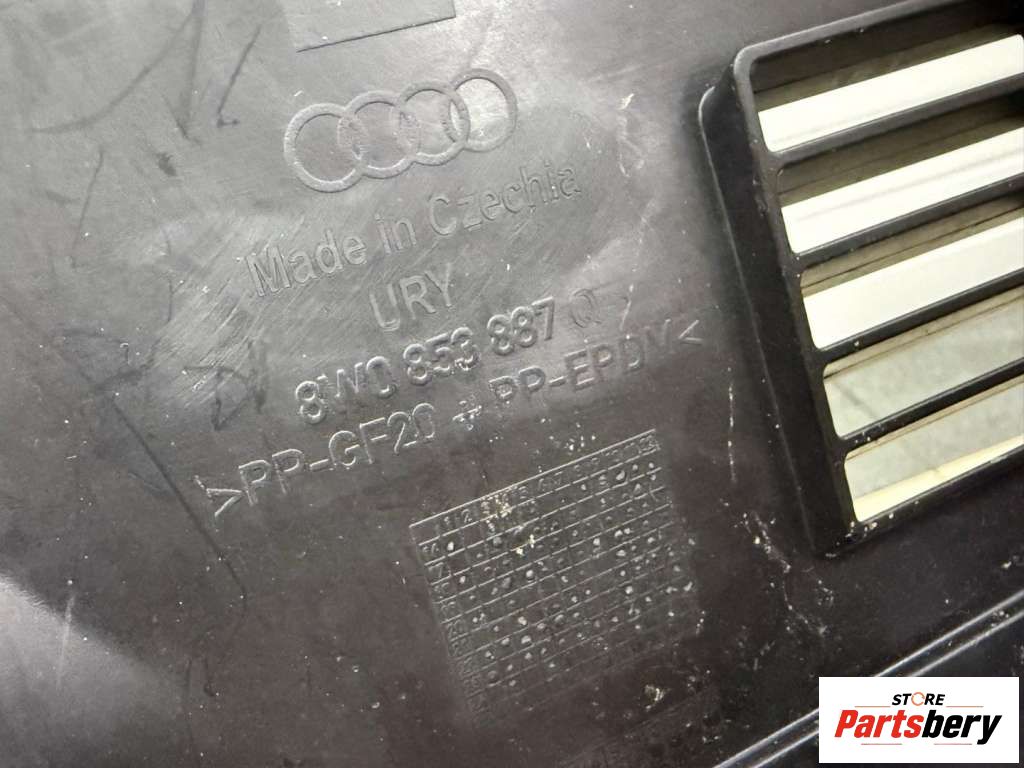 Made in Czechia
URY
8W0 853 887 Q
>PP-GF20 + PP-EPDM<
STORE
Partsbery